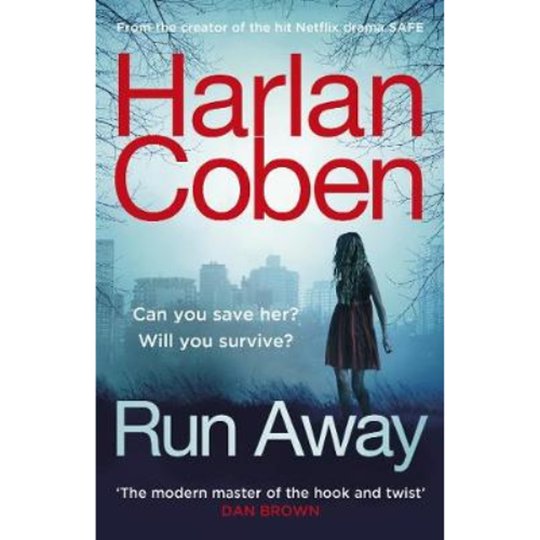 From the creator of the hit Netflix drama SAFE
Harlan
Coben
Can you save her?
Will you survive?
Run Away
‘The modern master of the hook and twist’
DAN BROWN